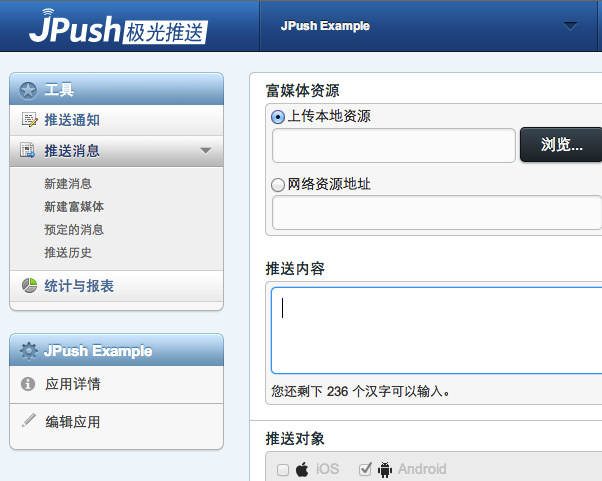 JPush 极光推送
JPush Example
工具
推送通知
推送消息
新建消息
新建富媒体
预定的消息
推送历史
统计与报表
JPush Example
应用详情
编辑应用
富媒体资源
上传本地资源
浏览...
网络资源地址
推送内容
您还剩下 236 个汉字可以输入。
推送对象
iOS
Android